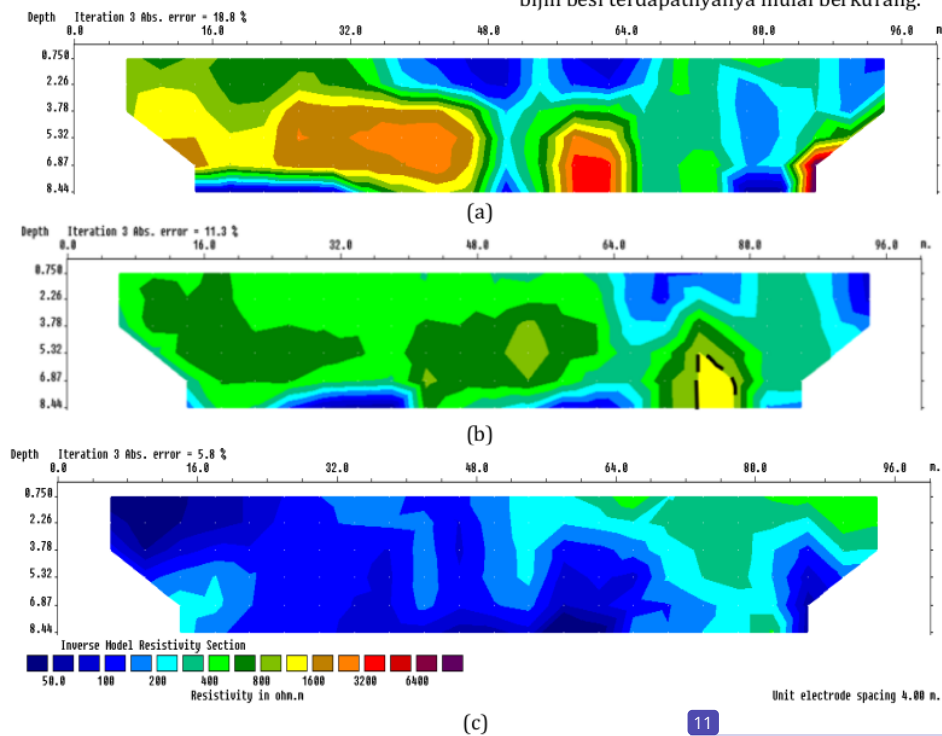 bijih besi terdapatnyanya mulai berkurang.
Depth Iteration 3 Abs. error = 18.8 %
0.0 16.0 32.0 48.0 64.0 80.0 96.0 m
0.750
2.26
3.78
5.32
6.87
8.44
(a)
Depth Iteration 3 Abs. error = 11.3 %
0.0 16.0 32.0 48.0 64.0 80.0 96.0 m.
0.750
2.26
3.78
5.32
6.87
8.44
(b)
Depth Iteration 3 Abs. error = 5.8 %
0.0 16.0 32.0 48.0 64.0 80.0 96.0 m.
0.750
2.26
3.78
5.32
6.87
8.44
Inverse Model Resistivity Section
50.0 100 200 400 800 1600 3200 6400
Resistivity in ohm.m Unit electrode spacing 4.00 m.
(c)
11